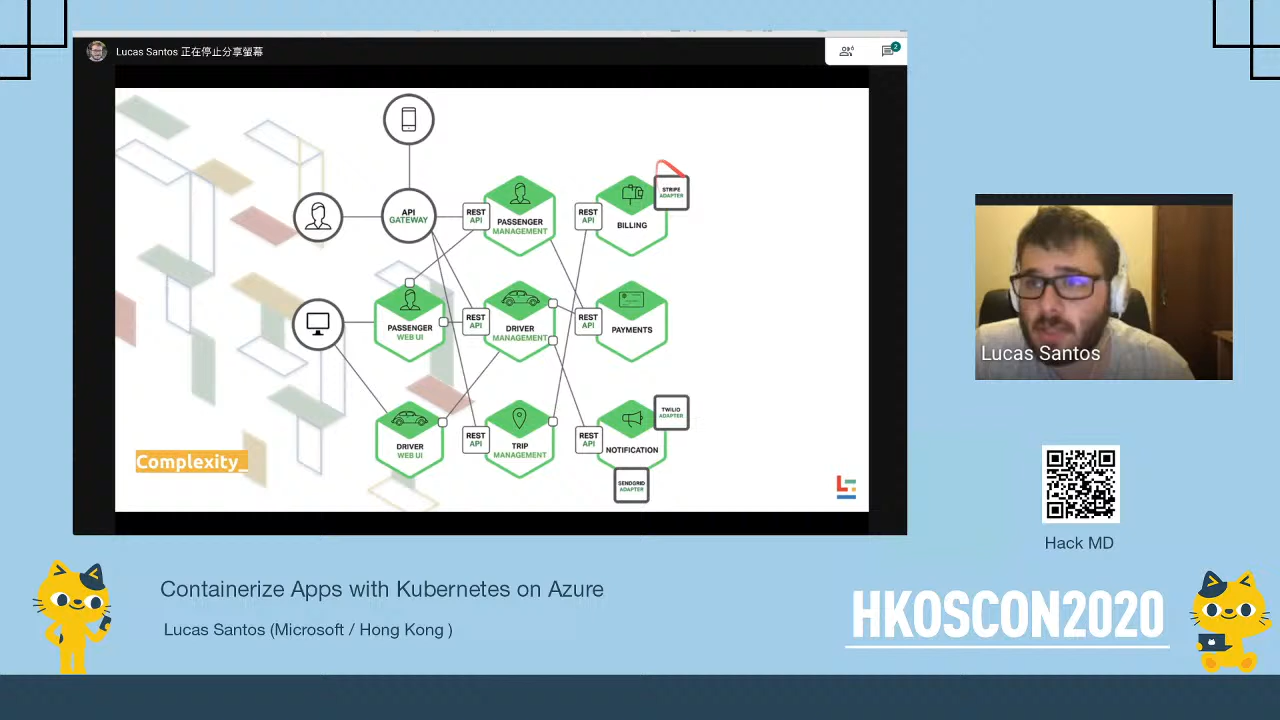 Lucas Santos 正在停止分享螢幕
2
API
GATEWAY
REST
API
PASSENGER
MANAGEMENT
REST
API
BILLING
STRIPE
ADAPTER
PASSENGER
WEB UI
REST
API
DRIVER
MANAGEMENT
REST
API
PAYMENTS
DRIVER
WEB UI
REST
API
TRIP
MANAGEMENT
REST
API
NOTIFICATION
TWILIO
ADAPTER
SENDGRID
ADAPTER
Complexity_
Lucas Santos
Hack MD
Containerize Apps with Kubernetes on Azure
Lucas Santos (Microsoft / Hong Kong )
HKOSCON2020